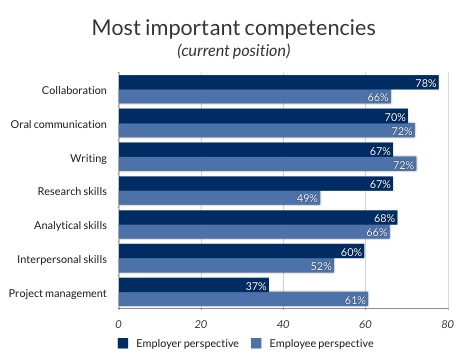 Most important competencies
(current position)
Collaboration
78%
66%
Oral communication
70%
72%
Writing
67%
72%
Research skills
67%
49%
Analytical skills
68%
66%
Interpersonal skills
60%
52%
Project management
37%
61%
0 20 40 60 80
Employer perspective Employee perspective